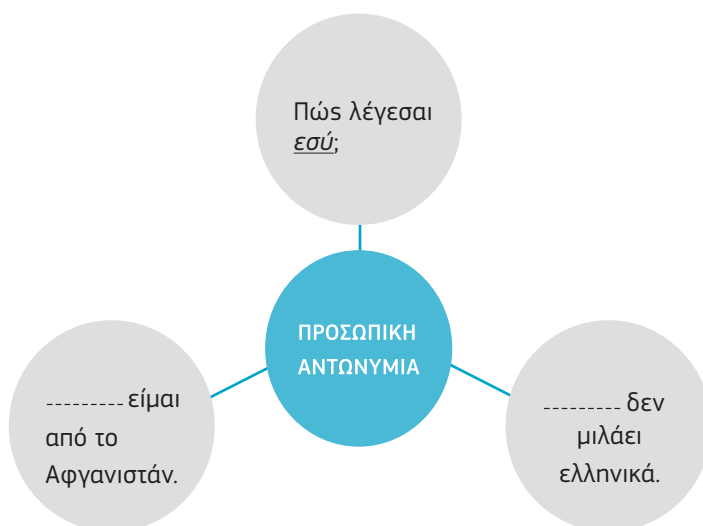 Πώς λέγεσαι
εσύ;
ΠΡΟΣΩΠΙΚΗ
ΑΝΤΩΝΥΜΙΑ
--------- είμαι
από το
Αφγανιστάν.
--------- δεν
μιλάει
ελληνικά.